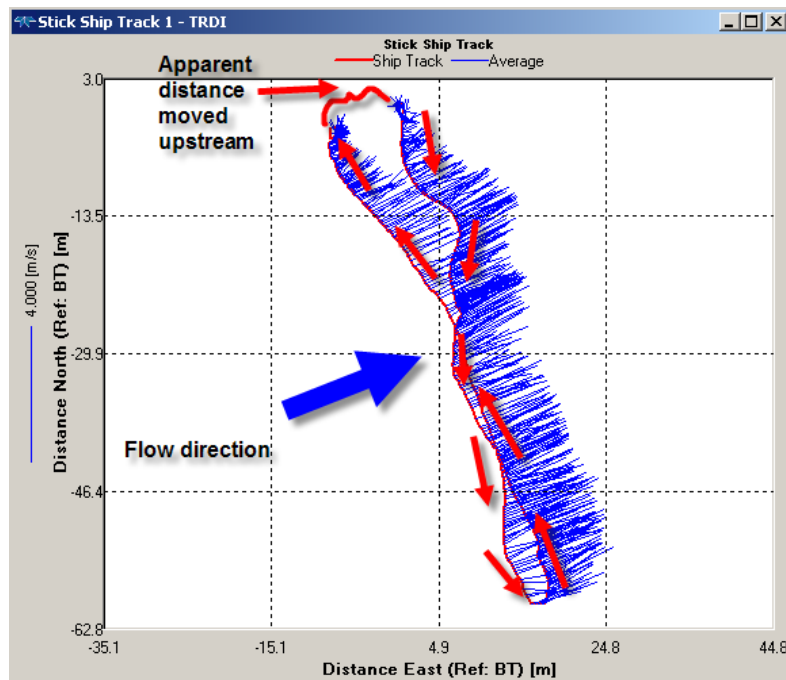 Stick Ship Track 1 - TRDI
Stick Ship Track
Ship Track Average
Apparent
distance
moved
upstream
3.0
-13.5
-29.9
-46.4
-62.8
4.000 [m/s]
Distance North (Ref: BT) [m]
Flow direction
-35.1 -15.1 4.9 24.8 44.8
Distance East (Ref: BT) [m]